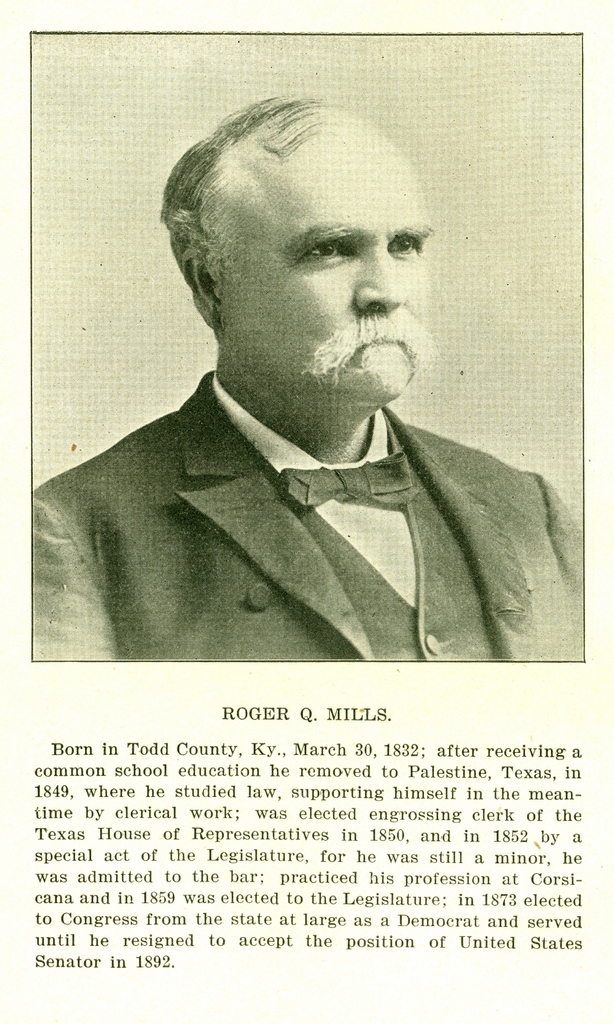 ROGER Q. MILLS.
Born in Todd County, Ky., March 30, 1832; after receiving a
common school education he removed to Palestine, Texas, in
1849, where he studied law, supporting himself in the mean-
time by clerical work; was elected engrossing clerk of the
Texas House of Representatives in 1850, and in 1852 by a
special act of the Legislature, for he was still a minor, he
was admitted to the bar; practiced his profession at Corsi-
cana and in 1859 was elected to the Legislature; in 1873 elected
to Congress from the state at large as a Democrat and served
until he resigned to accept the position of United States
Senator in 1892.